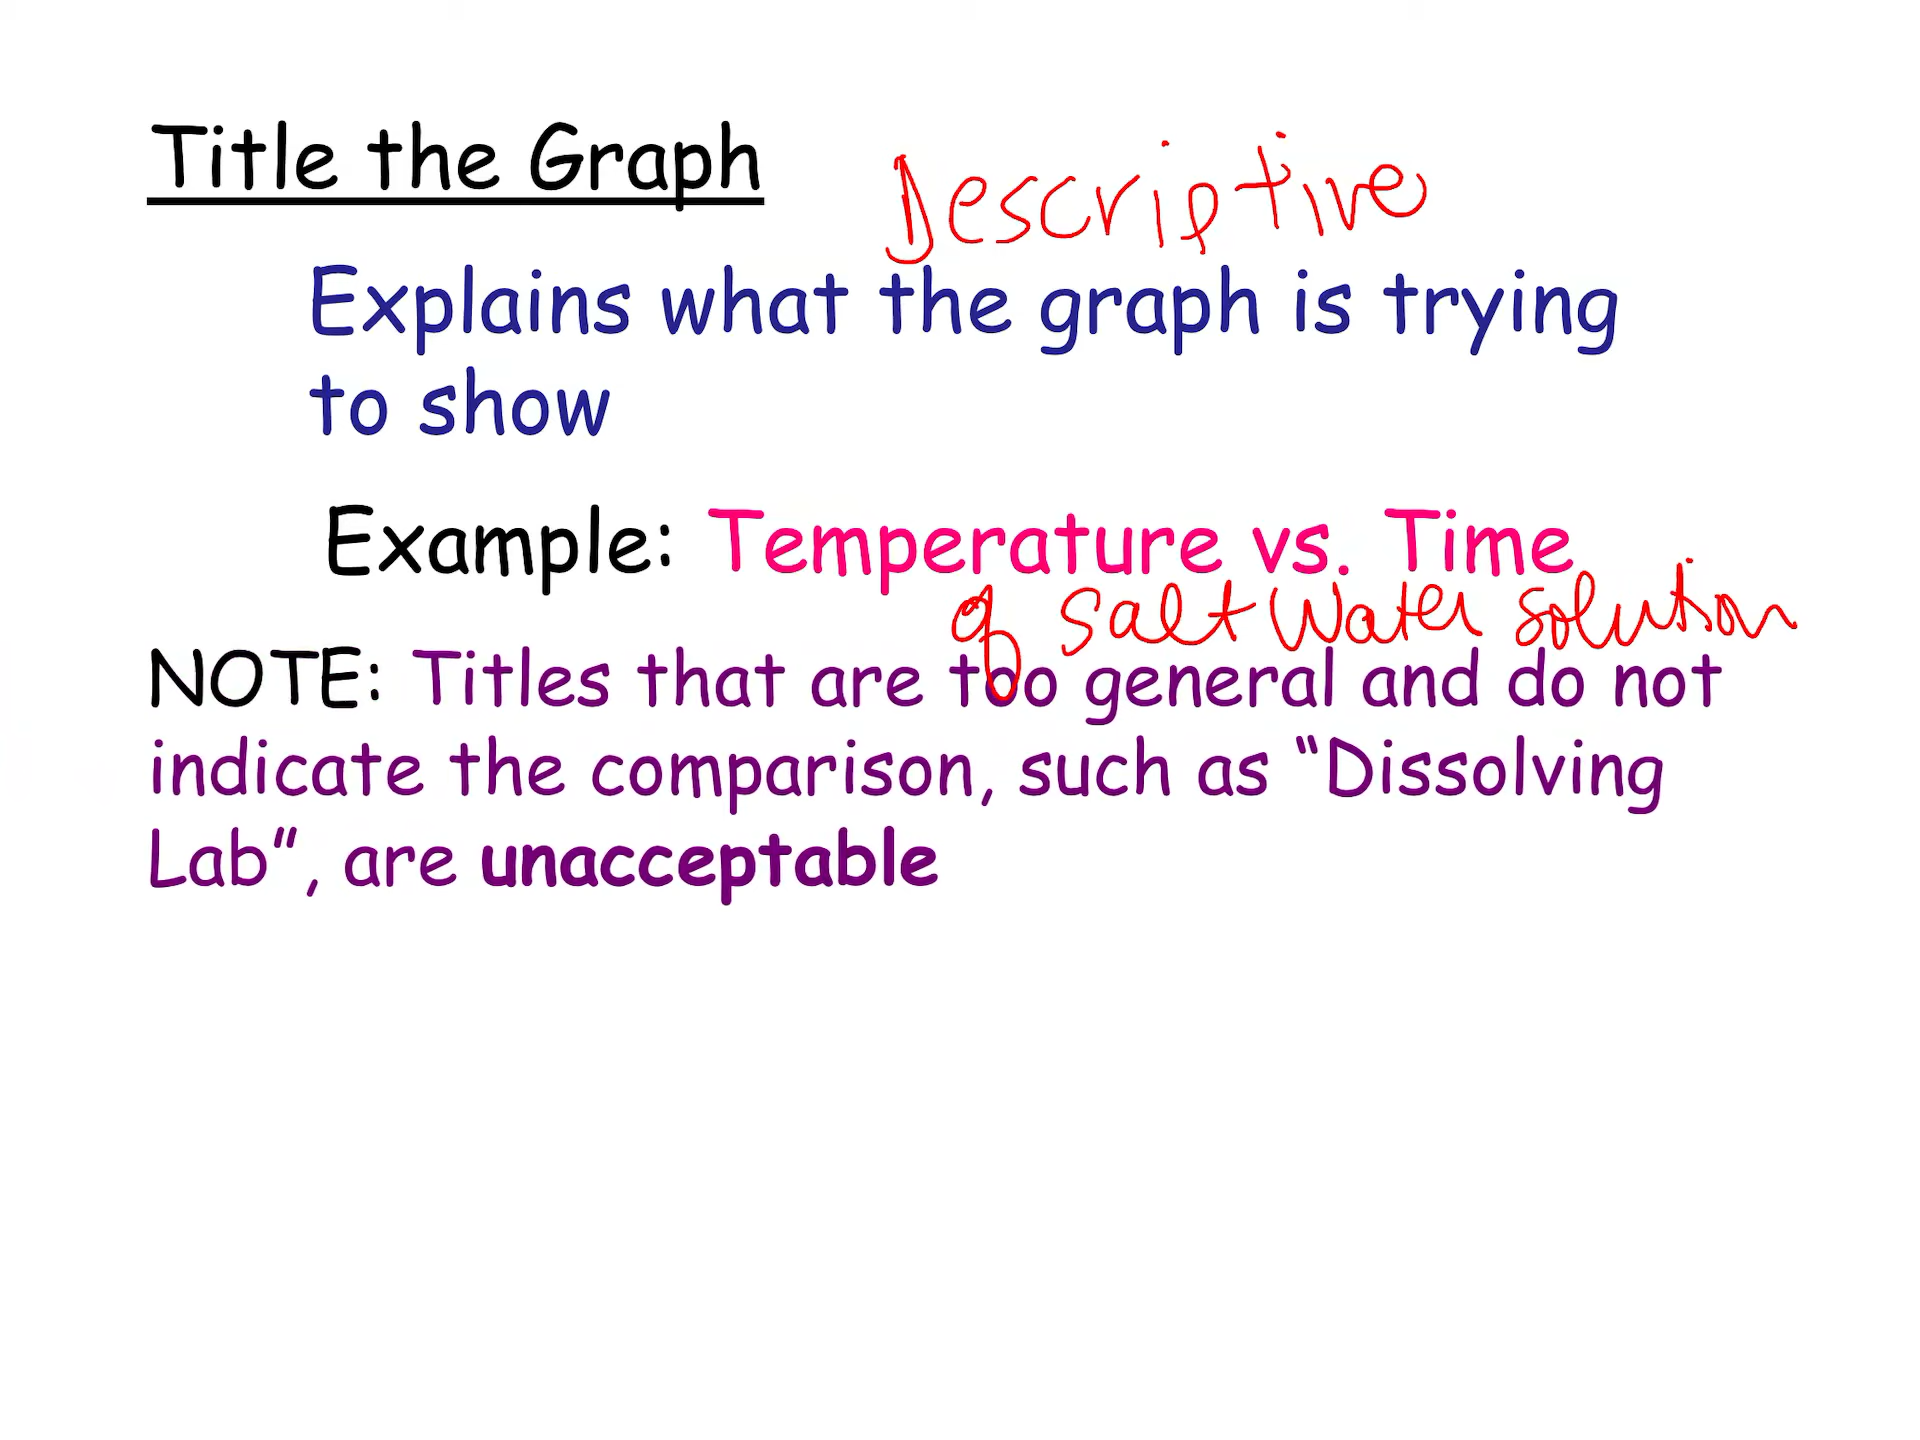 Title the Graph
Descriptive
Explains what the graph is trying
to show
Example: Temperature vs. Time
of salt water solution
NOTE: Titles that are too general and do not
indicate the comparison, such as “Dissolving
Lab”, are unacceptable